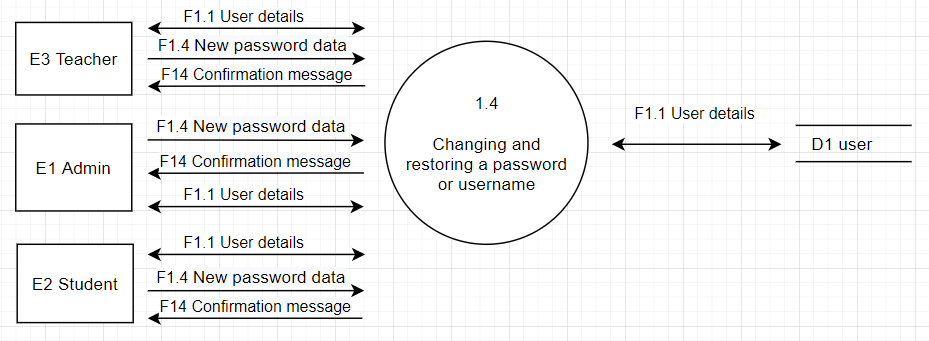 F1.1 User details
E3 Teacher
F1.4 New password data
F14 Confirmation message
E1 Admin
F1.4 New password data
F14 Confirmation message
F1.1 User details
E2 Student
F1.1 User details
F1.4 New password data
F14 Confirmation message
1.4
Changing and
restoring a password
or username
F1.1 User details
D1 user